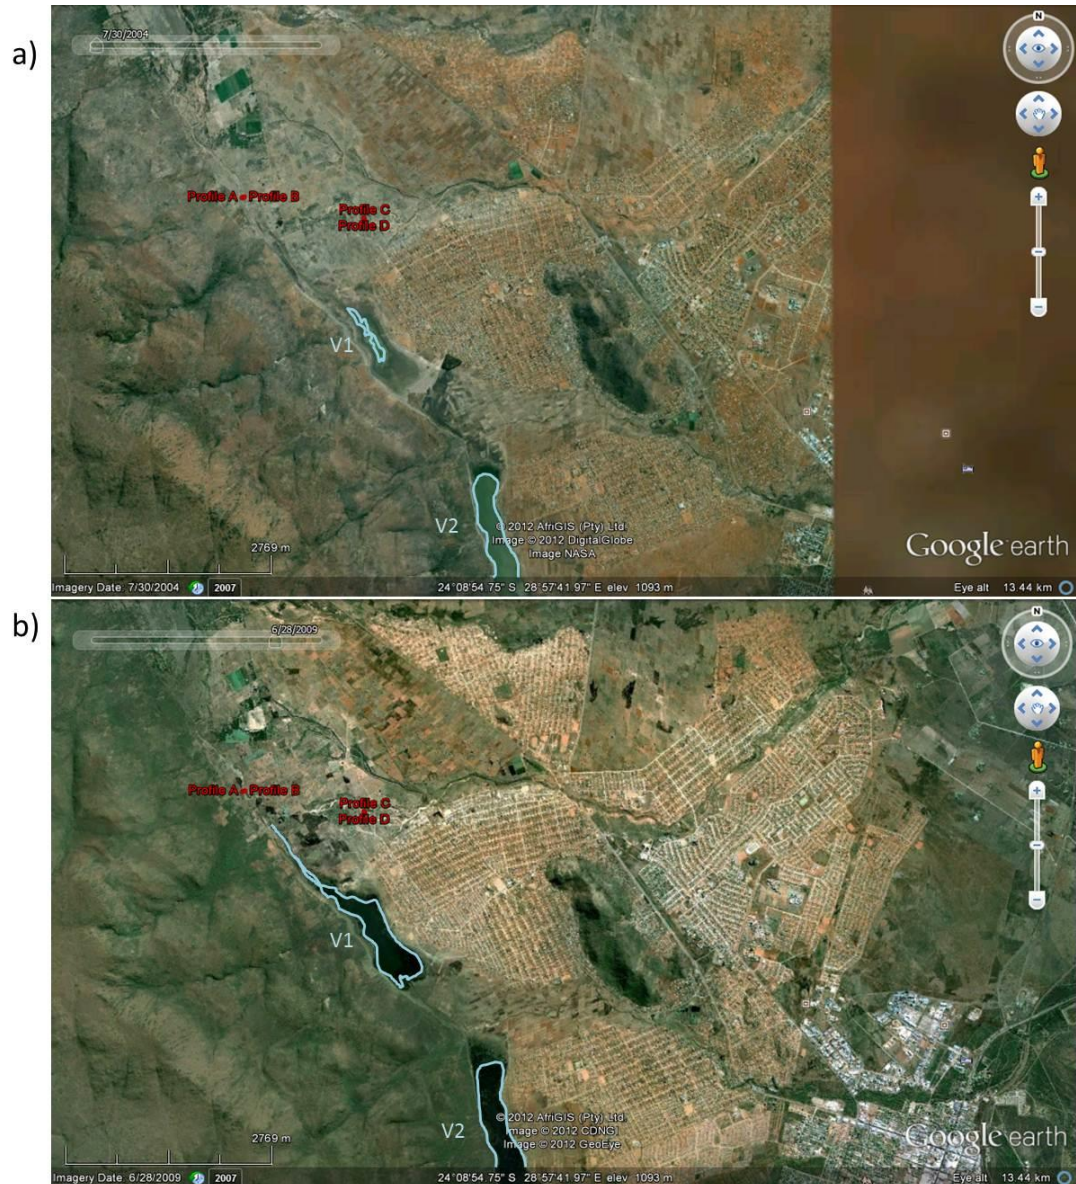 a)
7/30/2004
N
Profile A Profile B
Profile C
Profile D
V1
V2
© 2012 AfriGIS (Pty) Ltd.
Image © 2012 DigitalGlobe
Image NASA
2769 m
Google earth
Imagery Date: 7/30/2004 2007 24°08'54.75" S 28°57'41.97" E elev 1093 m Eye alt 13.44 km
b)
6/28/2009
N
Profile A Profile B
Profile C
Profile D
V1
V2
© 2012 AfriGIS (Pty) Ltd.
Image © 2012 CDNGI
Image © 2012 GeoEye
2769 m
Google earth
Imagery Date: 6/28/2009 2007 24°08'54.75" S 28°57'41.97" E elev 1093 m Eye alt 13.44 km